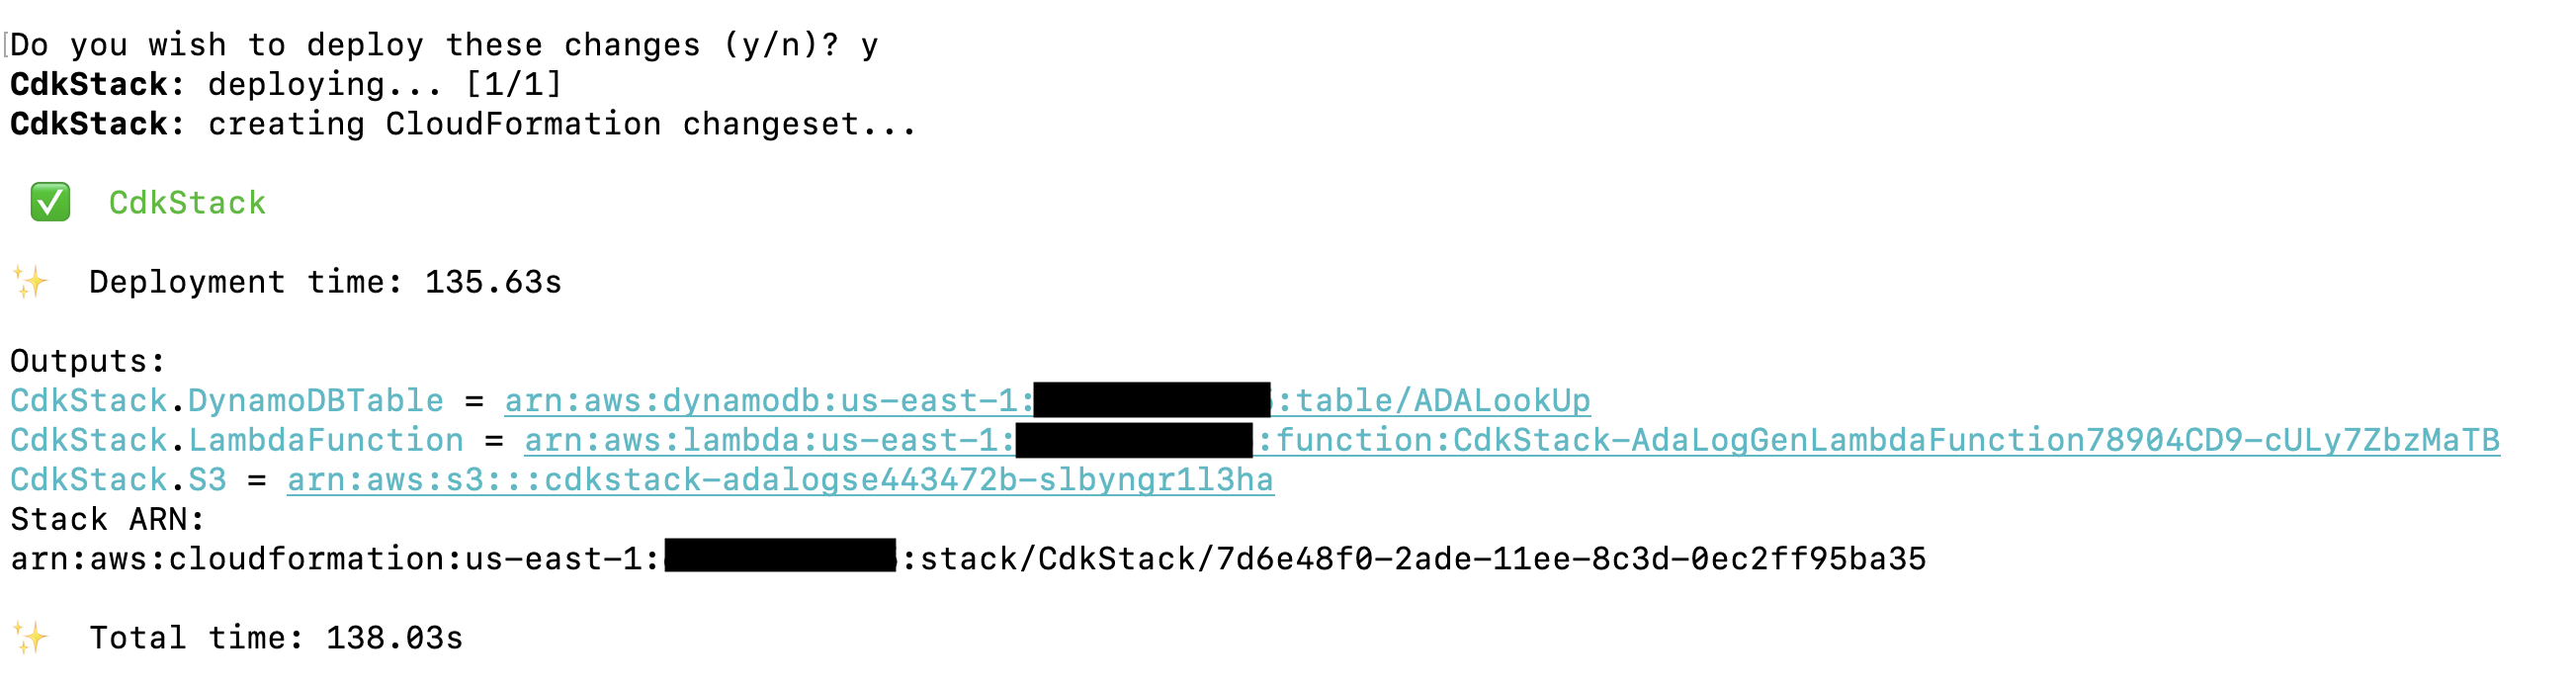 Do you wish to deploy these changes (y/n)? y
CdkStack: deploying... [1/1]
CdkStack: creating CloudFormation changeset...
✅ CdkStack
✨ Deployment time: 135.63s
Outputs:
CdkStack.DynamoDBTable = arn:aws:dynamodb:us-east-1: :table/ADALookUp
CdkStack.LambdaFunction = arn:aws:lambda:us-east-1: :function:CdkStack-AdaLogGenLambdaFunction78904CD9-cULy7ZbzMaTB
CdkStack.S3 = arn:aws:s3:::cdkstack-adalogse443472b-slbyngr1l3ha
Stack ARN:
arn:aws:cloudformation:us-east-1: :stack/CdkStack/7d6e48f0-2ade-11ee-8c3d-0ec2ff95ba35
✨ Total time: 138.03s